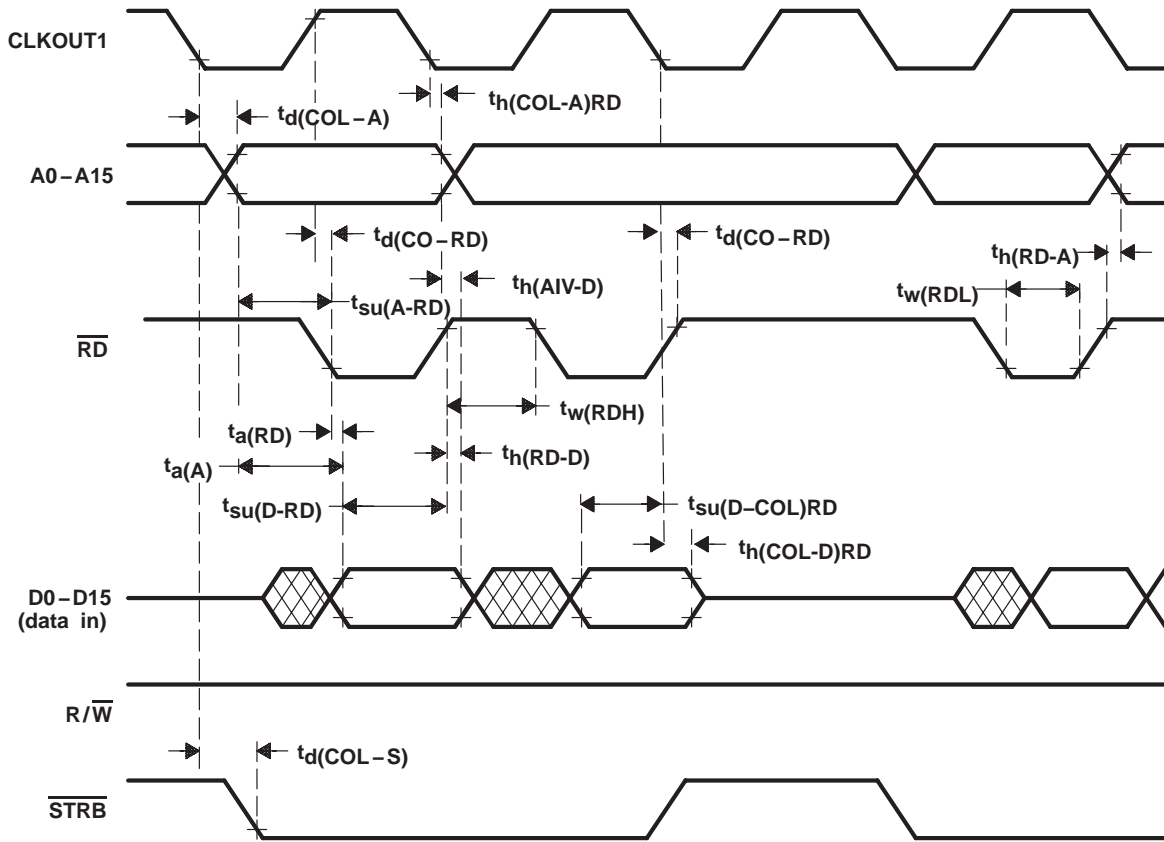 CLKOUT1
th(COL-A)RD
td(COL–A)
A0–A15
td(CO–RD)
td(CO–RD)
th(RD-A)
th(AIV-D)
tw(RDL)
tsu(A-RD)
RD
tw(RDH)
ta(RD)
th(RD-D)
ta(A)
tsu(D-RD)
tsu(D–COL)RD
th(COL-D)RD
D0–D15
(data in)
R/W
td(COL–S)
STRB